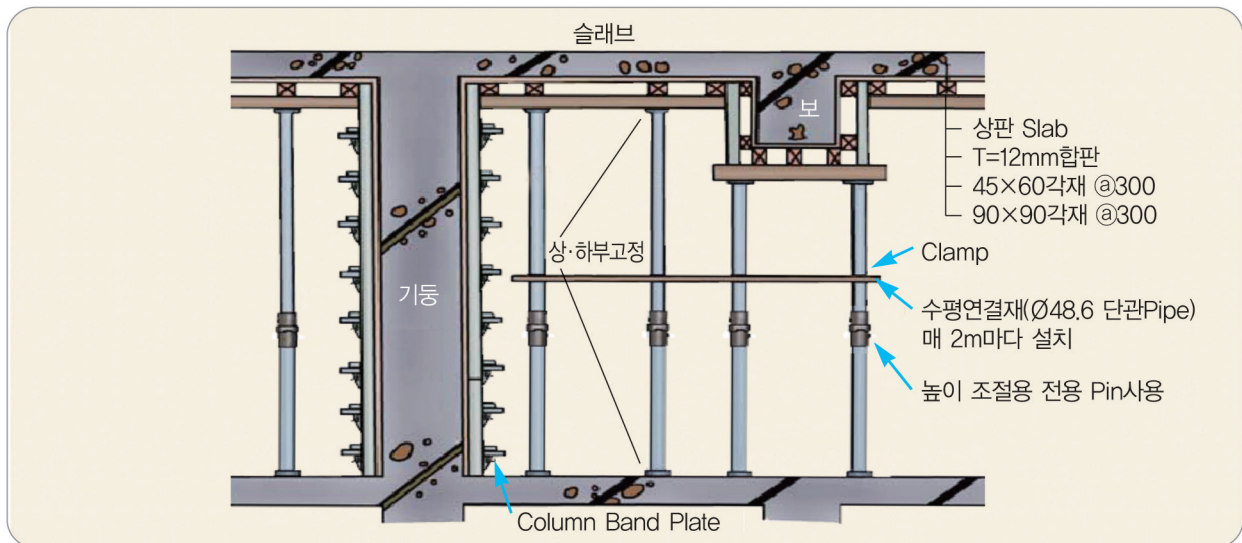 슬래브
보
상판 Slab
T=12mm합판
45×60각재 ⓐ300
90×90각재 ⓐ300
상·하부고정
Clamp
기둥
수평연결재(Ø48.6 단관Pipe)
매 2m마다 설치
높이 조절용 전용 Pin사용
Column Band Plate